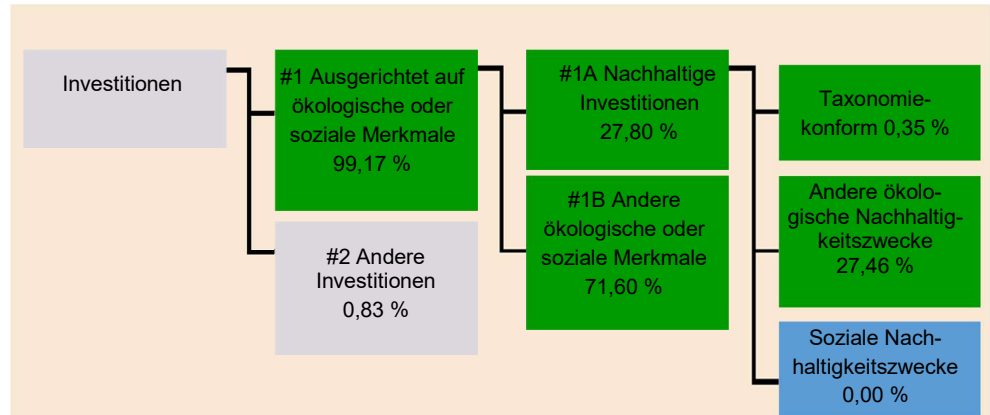 Investitionen
#1 Ausgerichtet auf
ökologische oder
soziale Merkmale
99,17 %
#2 Andere
Investitionen
0,83 %
#1A Nachhaltige
Investitionen
27,80 %
#1B Andere
ökologische oder
soziale Merkmale
71,60 %
Taxonomie-
konform 0,35 %
Andere ökolo-
gische Nachhaltig-
keitszwecke
27,46 %
Soziale Nach-
haltigkeitszwecke
0,00 %